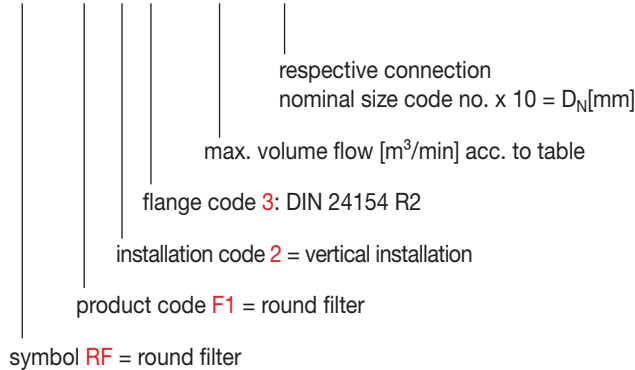 respective connection
nominal size code no. x 10 = D_N[mm]
max. volume flow [m³/min] acc. to table
flange code 3: DIN 24154 R2
installation code 2 = vertical installation
product code F1 = round filter
symbol RF = round filter